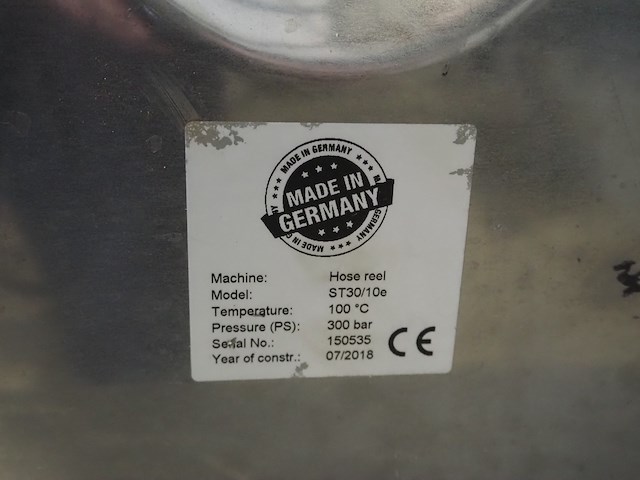 MADE IN GERMANY
MADE IN
GERMANY
GERMANY
MADE IN
Machine: Hose reel
Model: ST30/10e
Temperature: 100 °C
Pressure (PS): 300 bar
Serial No.: 150535
Year of constr.: 07/2018
CE